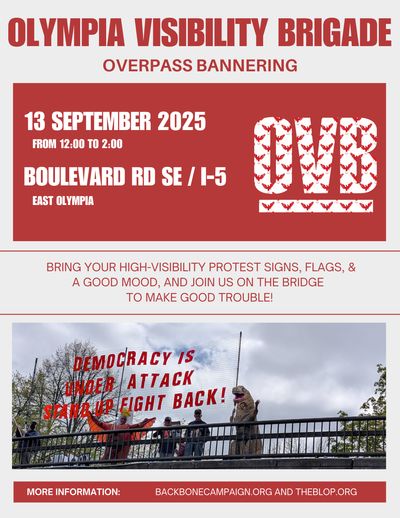 OLYMPIA VISIBILITY BRIGADE
OVERPASS BANNERING
13 SEPTEMBER 2025
FROM 12:00 TO 2:00
BOULEVARD RD SE / I-5
EAST OLYMPIA
OVB
BRING YOUR HIGH-VISIBILITY PROTEST SIGNS, FLAGS, &
A GOOD MOOD, AND JOIN US ON THE BRIDGE
TO MAKE GOOD TROUBLE!
DEMOCRACY IS
UNDER ATTACK
STAND UP FIGHT BACK!
MORE INFORMATION:
BACKBONECAMPAIGN.ORG AND THEBLOP.ORG